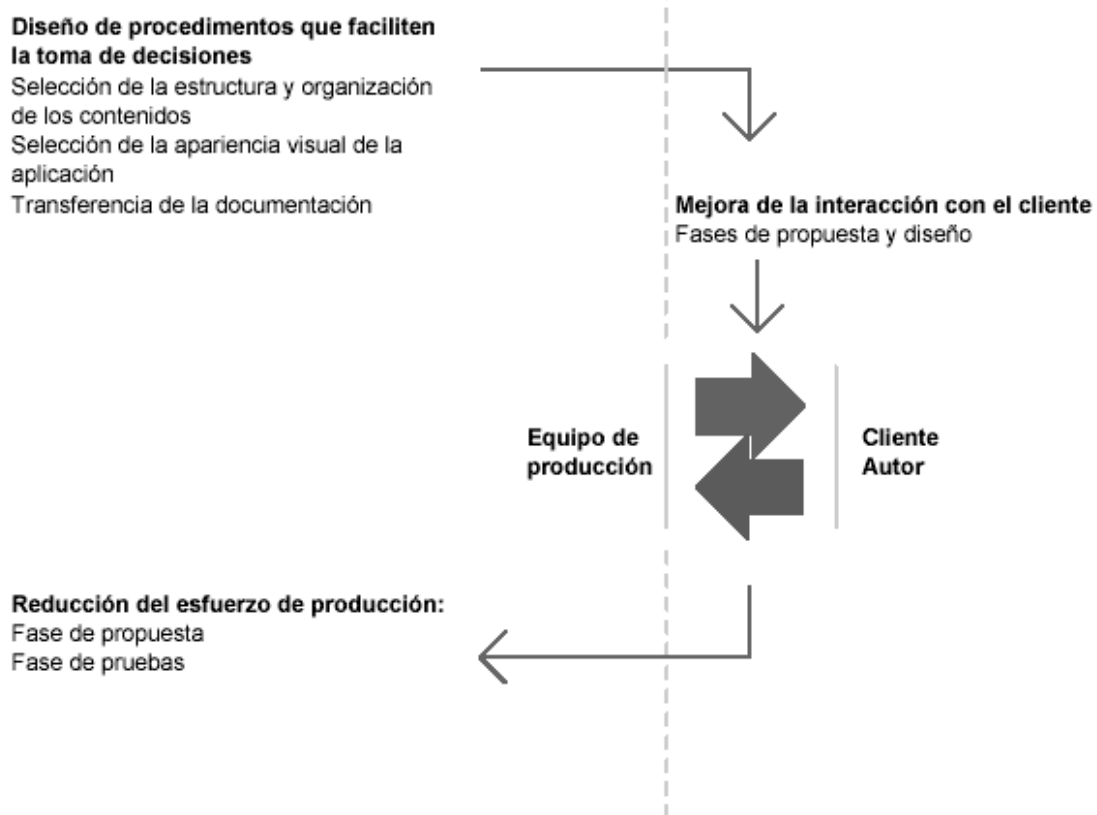 Diseño de procedimientos que faciliten
la toma de decisiones
Selección de la estructura y organización
de los contenidos
Selección de la apariencia visual de la
aplicación
Transferencia de la documentación
Mejora de la interacción con el cliente
Fases de propuesta y diseño
Equipo de
producción
Cliente
Autor
Reducción del esfuerzo de producción:
Fase de propuesta
Fase de pruebas